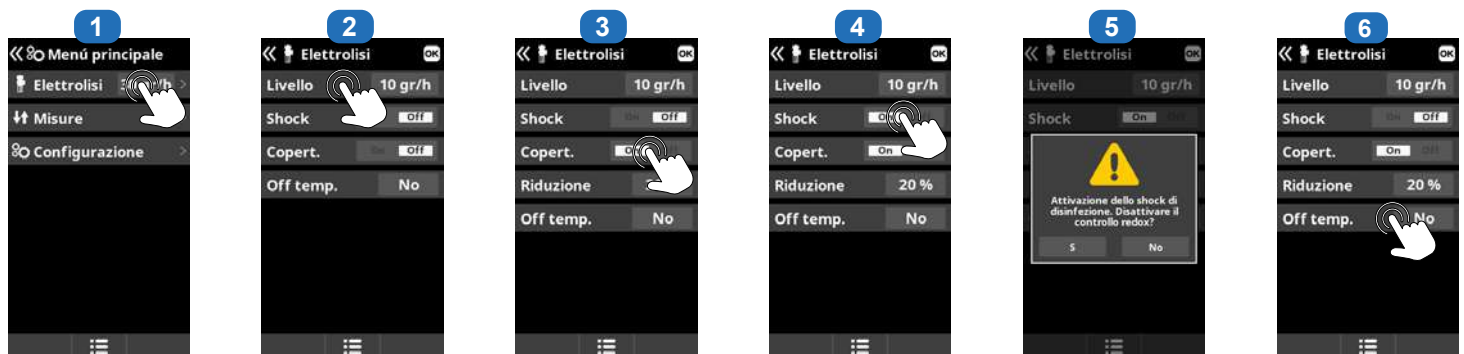 1
Menú principale
Elettrolisi
Misure
Configurazione
2
Elettrolisi OK
Livello 10 gr/h
Shock Off
Copert. On Off
Off temp. No
3
Elettrolisi OK
Livello 10 gr/h
Shock On Off
Copert.
Riduzione
Off temp. No
4
Elettrolisi OK
Livello 10 gr/h
Shock
Copert. On
Riduzione 20 %
Off temp. No
5
Elettrolisi OK
Livello 10 gr/h
Shock On Off
Attivazione dello shock di
disinfezione. Disattivare il
controllo redox?
S No
6
Elettrolisi OK
Livello 10 gr/h
Shock On Off
Copert. On Off
Riduzione 20 %
Off temp. No